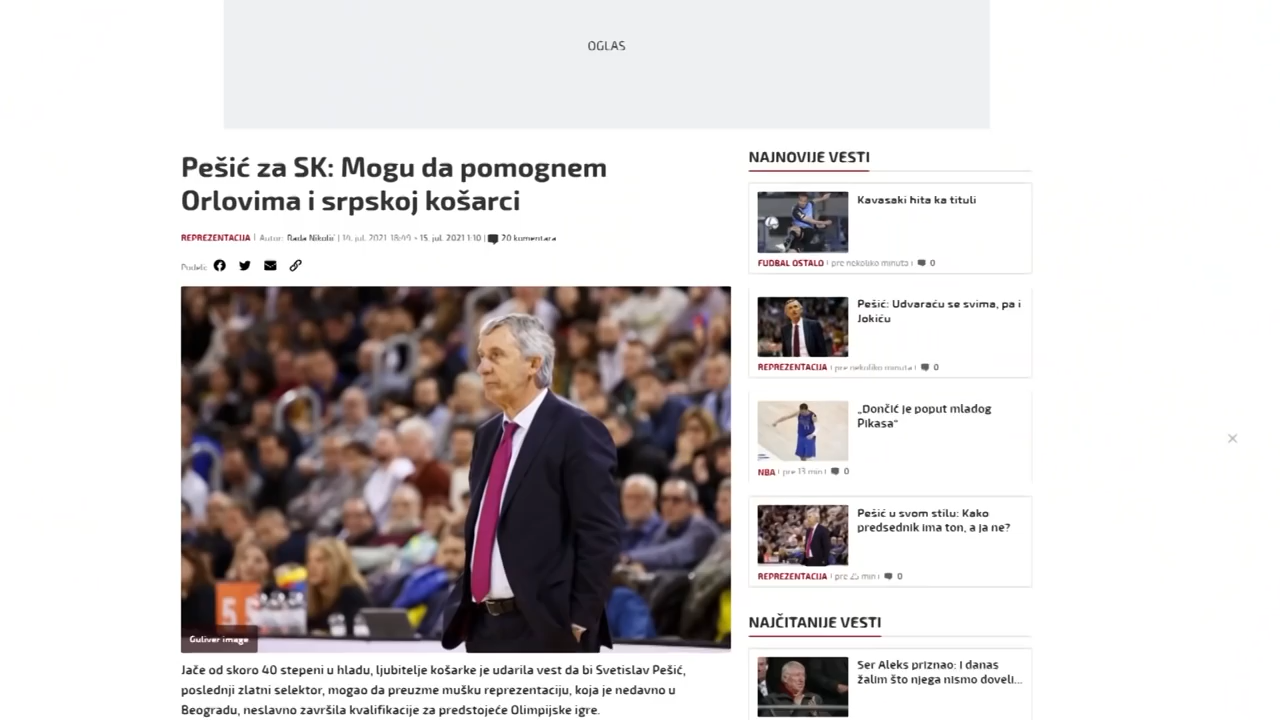 OGLAS
Pešić za SK: Mogu da pomognem
Orlovima i srpskoj košarci
REPREZENTACIJA | Autor: Rada Nikolić | 14. jul. 2021 18:49 - 15. jul. 2021 1:10 | 20 komentara
Podeli:
Guliver image
Jače od skoro 40 stepeni u hladu, ljubitelje košarke je udarila vest da bi Svetislav Pešić,
poslednji zlatni selektor, mogao da preuzme mušku reprezentaciju, koja je nedavno u
Beogradu, neslavno završila kvalifikacije za predstojeće Olimpijske igre.
NAJNOVIJE VESTI
Kavasaki hita ka tituli
FUDBAL OSTALO | pre nekoliko minuta | 0
Pešić: Udvaraću se svima, pa i
Jokiću
REPREZENTACIJA | pre nekoliko minuta | 0
„Dončić je poput mladog
Pikasa“
NBA | pre 13 min | 0
Pešić u svom stilu: Kako
predsednik ima ton, a ja ne?
REPREZENTACIJA | pre 25 min | 0
NAJČITANIJE VESTI
Ser Aleks priznao: I danas
žalim što njega nismo doveli...